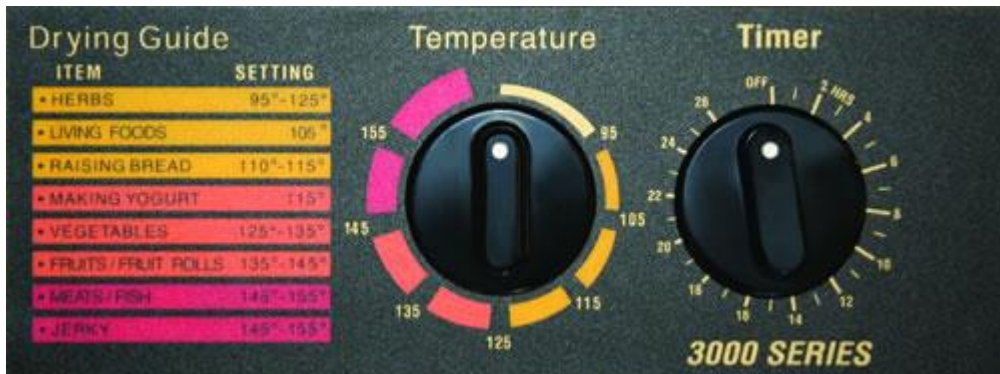 Drying Guide
ITEM SETTING
• HERBS 95°-125°
• LIVING FOODS 105°
• RAISING BREAD 110°-115°
• MAKING YOGURT 115°
• VEGETABLES 125°-135°
• FRUITS / FRUIT ROLLS 135°-145°
• MEATS / FISH 145°-155°
• JERKY 145°-155°
Temperature
95
105
115
125
135
145
155
Timer
OFF
2 HRS
4
6
8
10
12
14
16
18
20
22
24
26
3000 SERIES